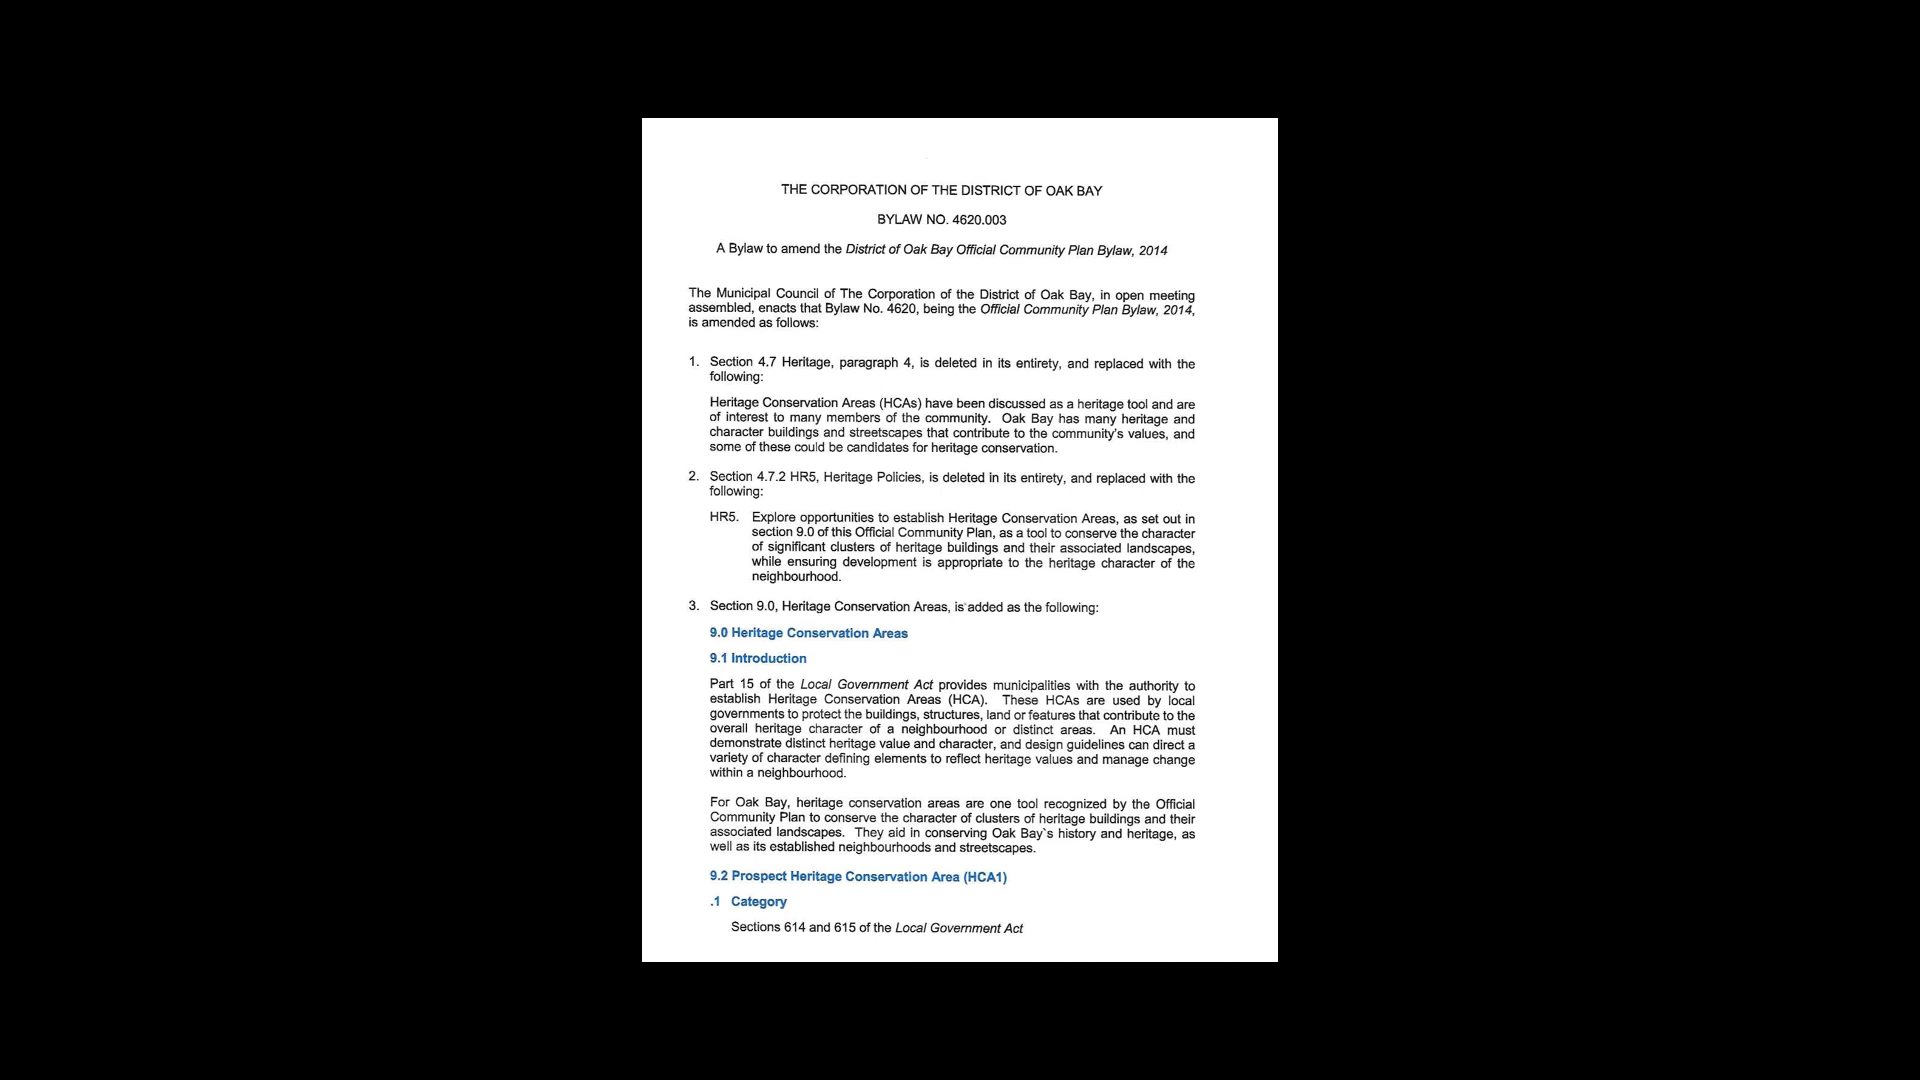 THE CORPORATION OF THE DISTRICT OF OAK BAY
BYLAW NO. 4620.003
A Bylaw to amend the District of Oak Bay Official Community Plan Bylaw, 2014
The Municipal Council of The Corporation of the District of Oak Bay, in open meeting
assembled, enacts that Bylaw No. 4620, being the Official Community Plan Bylaw, 2014,
is amended as follows:
1. Section 4.7 Heritage, paragraph 4, is deleted in its entirety, and replaced with the
following:
Heritage Conservation Areas (HCAs) have been discussed as a heritage tool and are
of interest to many members of the community. Oak Bay has many heritage and
character buildings and streetscapes that contribute to the community's values, and
some of these could be candidates for heritage conservation.
2. Section 4.7.2 HR5, Heritage Policies, is deleted in its entirety, and replaced with the
following:
HR5. Explore opportunities to establish Heritage Conservation Areas, as set out in
section 9.0 of this Official Community Plan, as a tool to conserve the character
of significant clusters of heritage buildings and their associated landscapes,
while ensuring development is appropriate to the heritage character of the
neighbourhood.
3. Section 9.0, Heritage Conservation Areas, is added as the following:
9.0 Heritage Conservation Areas
9.1 Introduction
Part 15 of the Local Government Act provides municipalities with the authority to
establish Heritage Conservation Areas (HCA). These HCAs are used by local
governments to protect the buildings, structures, land or features that contribute to the
overall heritage character of a neighbourhood or distinct areas. An HCA must
demonstrate distinct heritage value and character, and design guidelines can direct a
variety of character defining elements to reflect heritage values and manage change
within a neighbourhood.
For Oak Bay, heritage conservation areas are one tool recognized by the Official
Community Plan to conserve the character of clusters of heritage buildings and their
associated landscapes. They aid in conserving Oak Bay`s history and heritage, as
well as its established neighbourhoods and streetscapes.
9.2 Prospect Heritage Conservation Area (HCA1)
.1 Category
Sections 614 and 615 of the Local Government Act